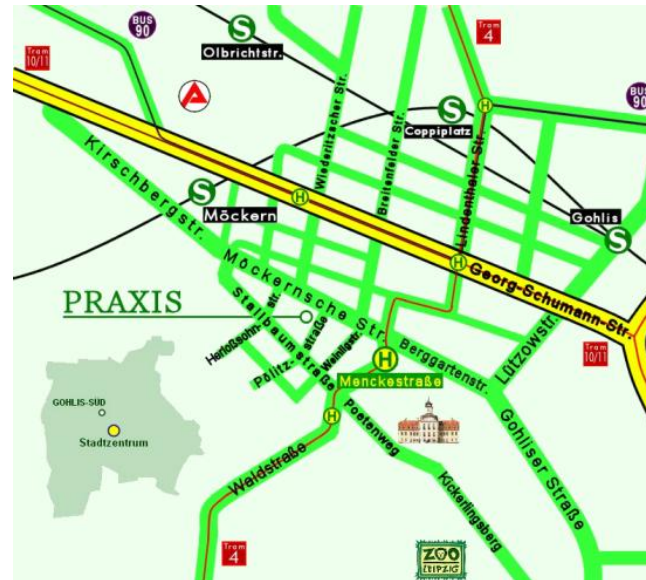 BUS
90
Tram
4
Olbrichtstr.
Tram
10/11
BUS
90
Coppiplatz
H
Wiederitzscher Str.
Breitenfelder Str.
Lindenthaler Str.
Kirschbergstr.
Möckern
Gohlis
H
H
Georg-Schumann-Str.
Möckernsche Str.
PRAXIS
Stallbaumstraße
Herloßsohn-
str.
Pölitz-
straße
Weinligstr.
Berggartenstr.
Lützowstr.
Tram
10/11
H
Menckestraße
GOHLIS-SÜD
Stadtzentrum
H
Poetenweg
Gohliser Straße
Waldstraße
Kickerlingsberg
Tram
4
ZOO
LEIPZIG
S
S
S
S